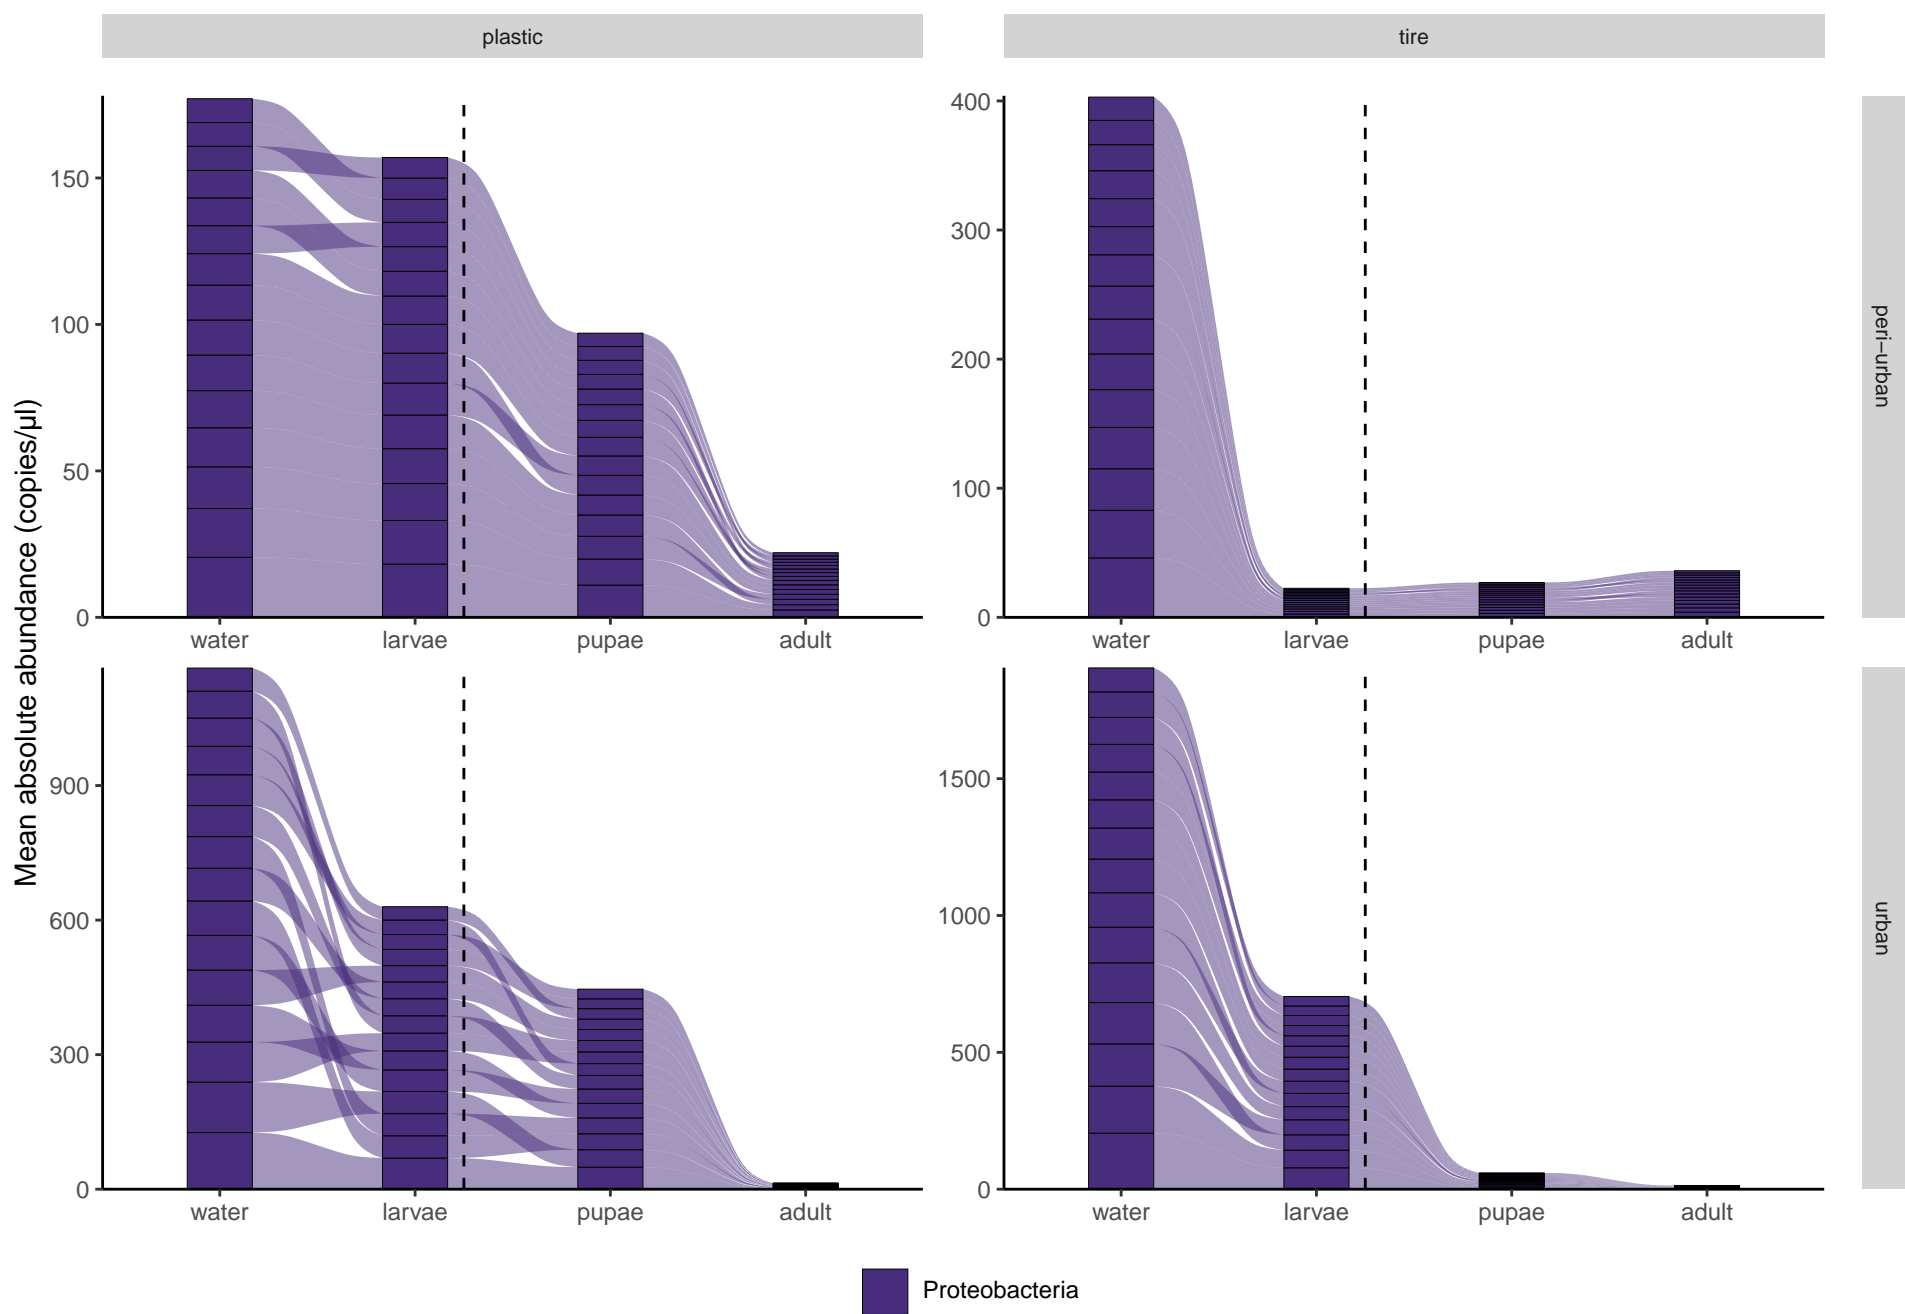 plastic
tire
150
100
50
0
water larvae pupae adult
400
300
200
100
0
water larvae pupae adult
peri−urban
Mean absolute abundance (copies/µl)
900
600
300
0
water larvae pupae adult
1500
1000
500
0
water larvae pupae adult
urban
Proteobacteria